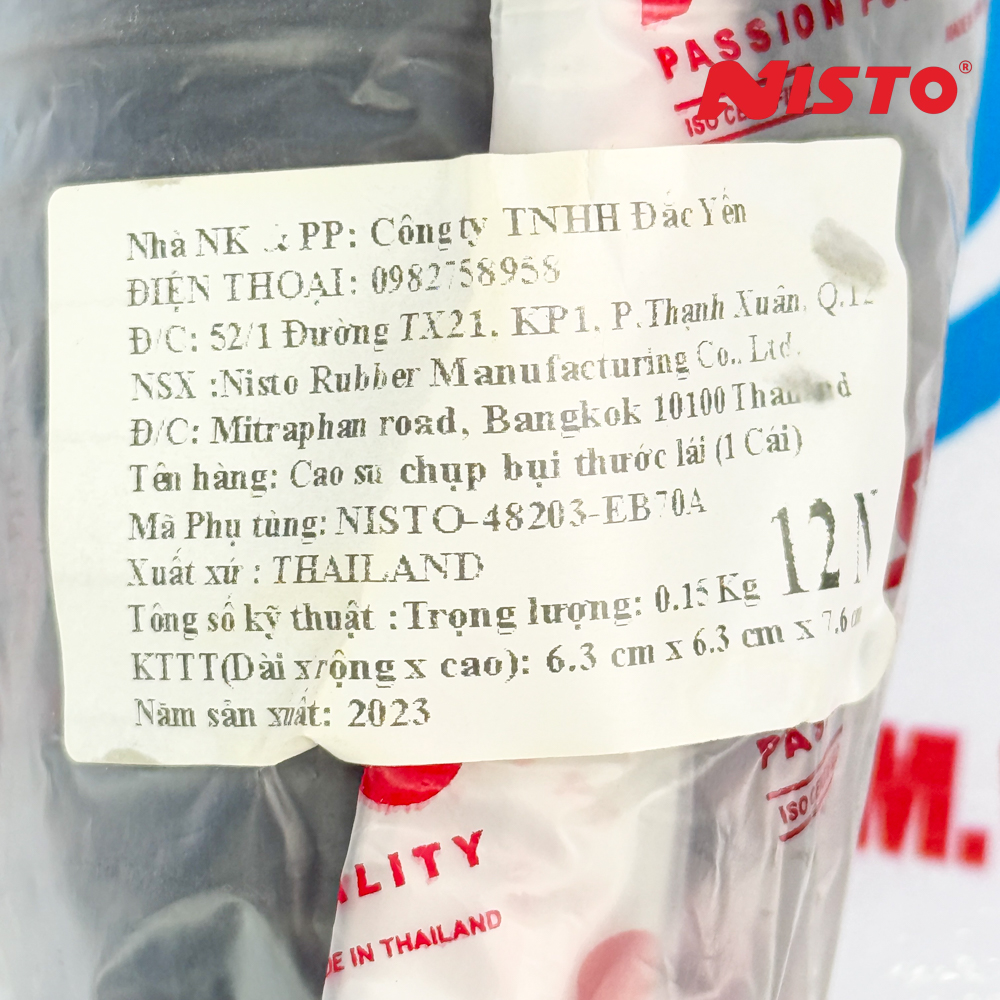 PASSION
NISTO®
ISO
Nhà NK & PP: Công ty TNHH Đắc Yến
ĐIỆN THOẠI: 0982758958
Đ/C: 52/1 Đường TX21, KP1, P.Thạnh Xuân, Q.12
NSX :Nisto Rubber Manufacturing Co., Ltd.
Đ/C: Mitraphan road, Bangkok 10100 Thailand
Tên hàng: Cao su chụp bụi thước lái (1 Cái)
Mã Phụ tùng: NISTO-48203-EB70A
Xuất xứ : THAILAND
12
Tông số kỹ thuật : Trọng lượng: 0.15 Kg
KTTT(Dài x rộng x cao): 6.3 cm x 6.3 cm x 7.6 cm
Năm sản xuất: 2023
PA
ISO
M.
LITY
DE IN THAILAND